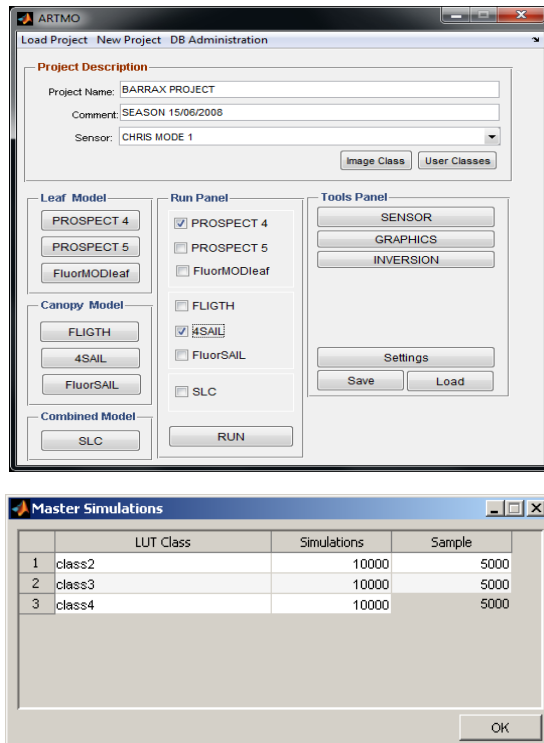 ARTMO
Load Project New Project DB Administration
Project Description
Project Name: BARRAX PROJECT
Comment: SEASON 15/06/2008
Sensor: CHRIS MODE 1
Image Class User Classes
Leaf Model
PROSPECT 4
PROSPECT 5
FluorMODleaf
Canopy Model
FLIGTH
4SAIL
FluorSAIL
Combined Model
SLC
Run Panel
PROSPECT 4
PROSPECT 5
FluorMODleaf
FLIGTH
4SAIL
FluorSAIL
SLC
RUN
Tools Panel
SENSOR
GRAPHICS
INVERSION
Settings
Save Load
Master Simulations
LUT Class Simulations Sample
1 class2 10000 5000
2 class3 10000 5000
3 class4 10000 5000
OK